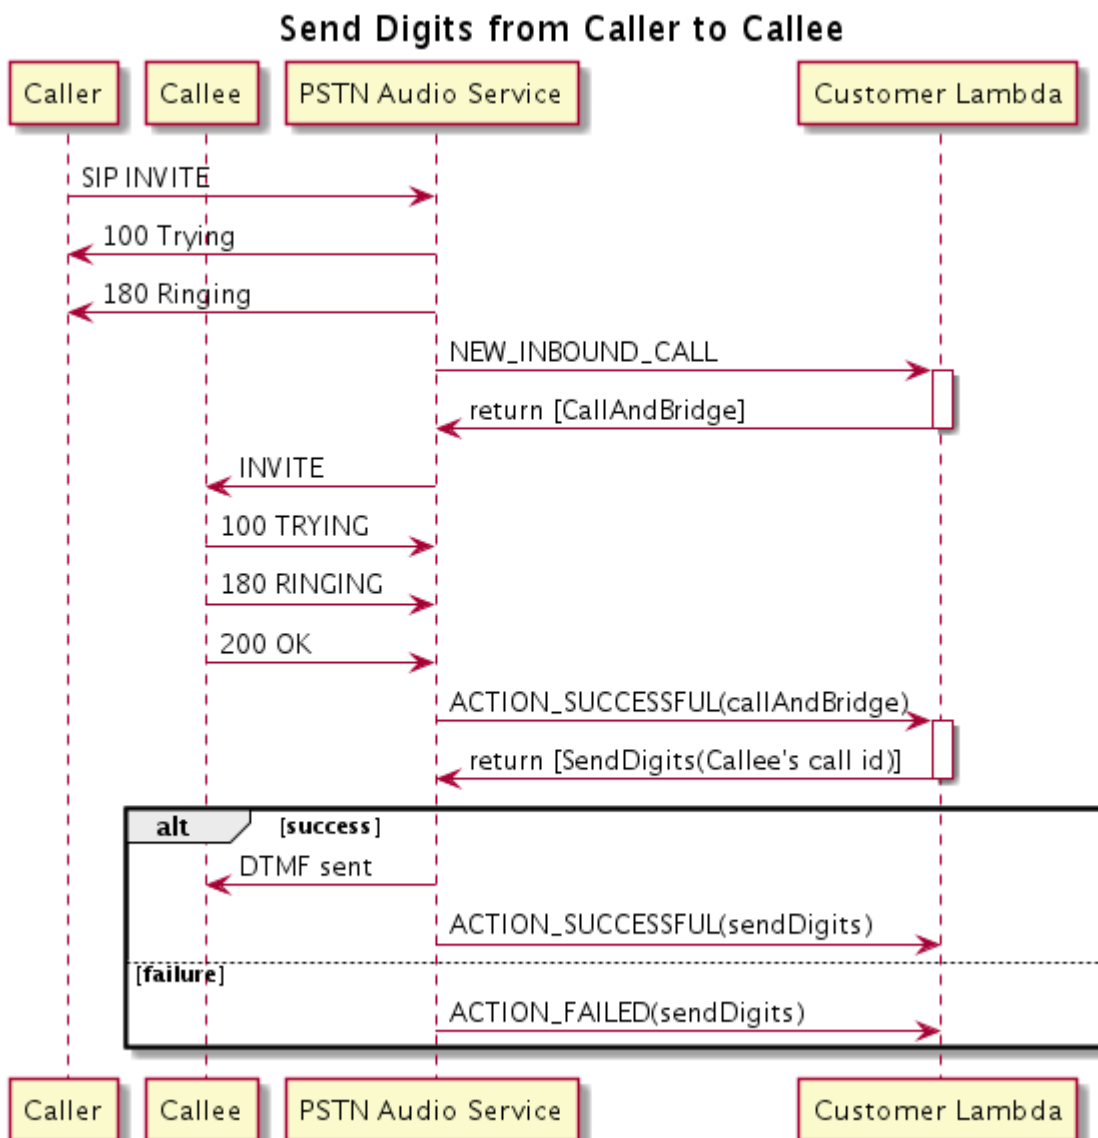 Send Digits from Caller to Callee
Caller Callee PSTN Audio Service Customer Lambda
SIP INVITE
100 Trying
180 Ringing
NEW_INBOUND_CALL
return [CallAndBridge]
INVITE
100 TRYING
180 RINGING
200 OK
ACTION_SUCCESSFUL(callAndBridge)
return [SendDigits(Callee's call id)]
alt [success]
DTMF sent
ACTION_SUCCESSFUL(sendDigits)
[failure]
ACTION_FAILED(sendDigits)
Caller Callee PSTN Audio Service Customer Lambda